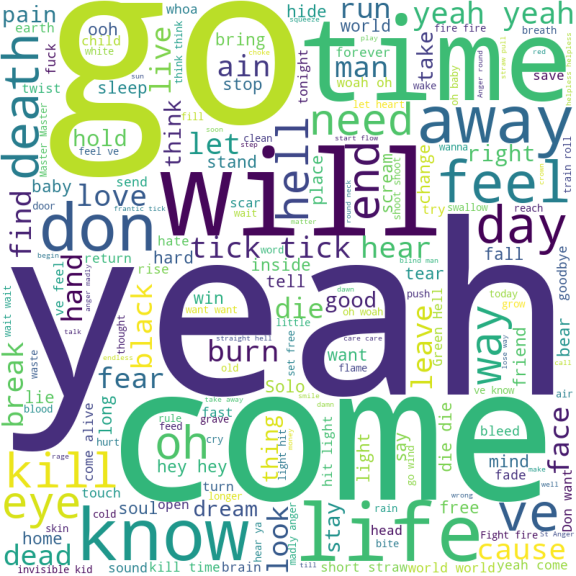 pain
earth
fuck
ooh
child
white
whoa
hide
run
world
yeah yeah
twist
death
go
time
live
think think
bring
ain
stop
forever
man
woah oh
take
fire fire
oh baby
Anger round
save
sleep
hold
feel ve
think
tonight
wake
let heart
need
away
Master Master
fill
soon
clean
step
start flow
wanna
right
train roll
find
baby
door
love
send
let
stand
hell
end
place
scream
shoot shoot
change
try
feel
don
will
scar
wait
swallow
reach
day
frantic tick
hate
matter
round neck
tick tick
hear
blind man
fall
goodbye
begin
return
hard
word
inside
tear
wait wait
ve feel
hand
anger madly
rise
tell
dawn
oh woah
push
today
grow
yeah
talk
thought
black
win
want want
die
good
little
care care
leave
Green Hell
way
lose way
bear
break
waste
endless
burn
straight hell
old
set free
want
flame
friend
call
fear
Solo
smile
ve know
air
lie
blood
long
come
rule
feed
fast
grave
take away
damn
thing
light hit
hit light
light
say
go wind
die die
bleed
face
kill
rage
hurt
come alive
oh
cry
hey hey
mind
fade
make
well
eye
touch
turn
longer
look
madly anger
free
wrong
Don want
skin
cold
soul
open
know
dream
hear ya
stay
rain
life
head
bite
ve
Fight fire
St Anger
cause
dead
home
invisible kid
sound
kill time
brain
till
short straw
world world
yeah come